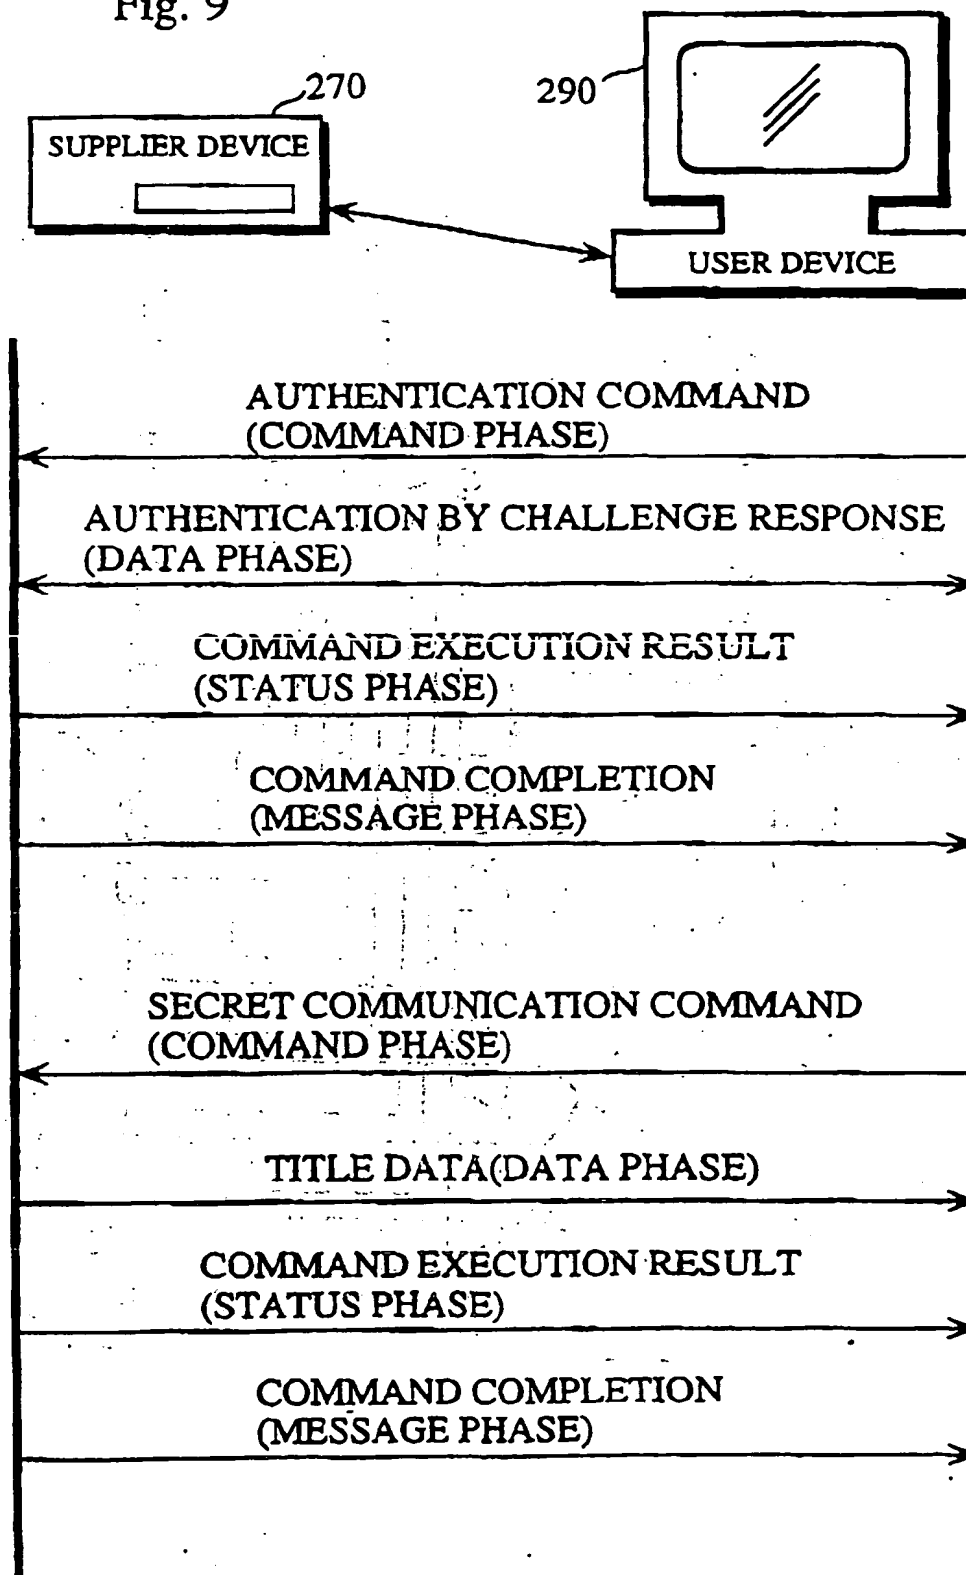 Fig. 9
270
290
SUPPLIER DEVICE
USER DEVICE
AUTHENTICATION COMMAND
(COMMAND PHASE)
AUTHENTICATION BY CHALLENGE RESPONSE
(DATA PHASE)
COMMAND EXECUTION RESULT
(STATUS PHASE)
COMMAND COMPLETION
(MESSAGE PHASE)
SECRET COMMUNICATION COMMAND
(COMMAND PHASE)
TITLE DATA(DATA PHASE)
COMMAND EXECUTION RESULT
(STATUS PHASE)
COMMAND COMPLETION
(MESSAGE PHASE)